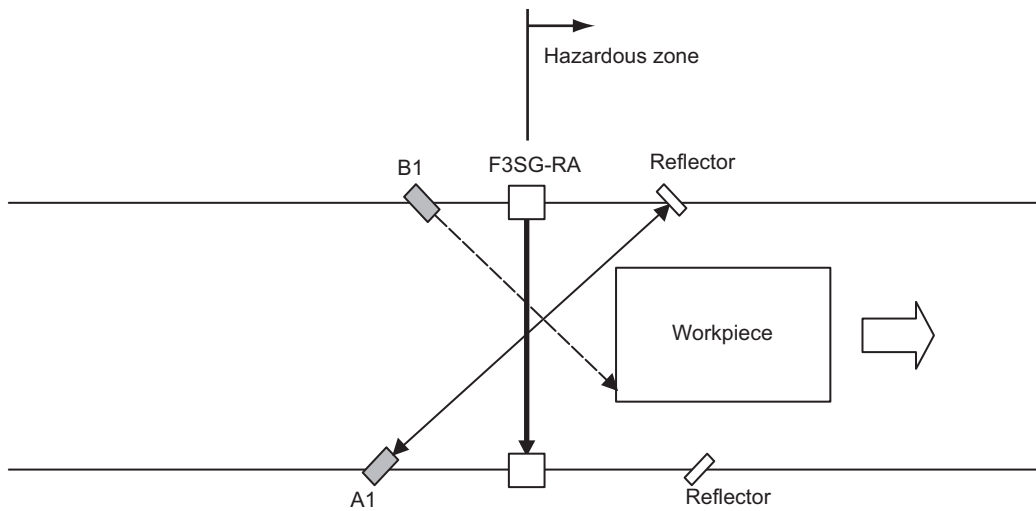 Hazardous zone
B1
F3SG-RA
Reflector
Workpiece
A1
Reflector